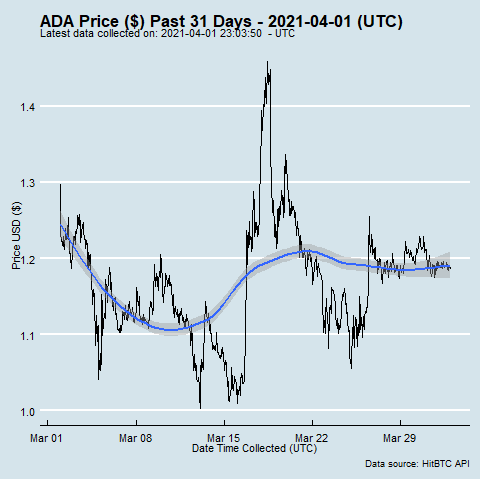 ADA Price ($) Past 31 Days - 2021-04-01 (UTC)
Latest data collected on: 2021-04-01 23:03:50  - UTC
Price USD ($)
1.4
1.3
1.2
1.1
1.0
Mar 01 Mar 08 Mar 15 Mar 22 Mar 29
Date Time Collected (UTC)
Data source: HitBTC API